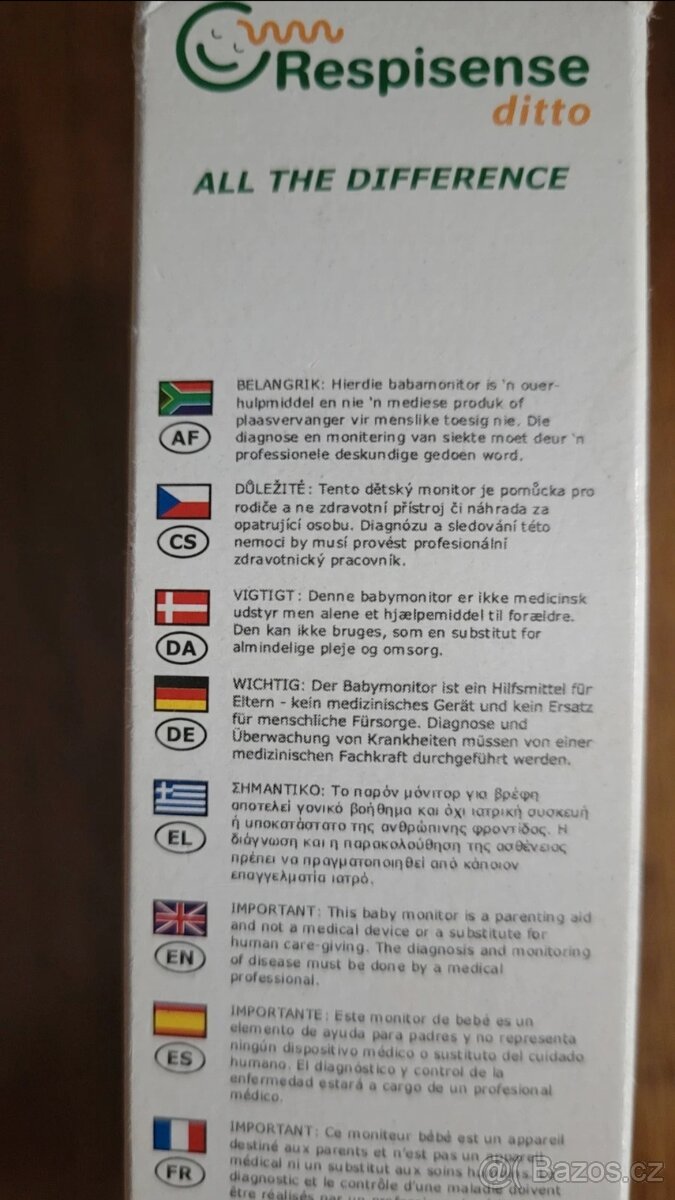 Respisense
ditto
ALL THE DIFFERENCE
BELANGRIK: Hierdie babamonitor is 'n ouer-
hulpmiddel en nie 'n mediese produk of
plaasvervanger vir menslike toesig nie. Die
diagnose en monitering van siekte moet deur 'n
professionele deskundige gedoen word.
AF
DŮLEŽITÉ: Tento dětský monitor je pomůcka pro
rodiče a ne zdravotní přístroj či náhrada za
opatrující osobu. Diagnózu a sledování této
nemoci by musí provést profesionální
zdravotnický pracovník.
CS
VIGTIGT: Denne babymonitor er ikke medicinsk
udstyr men alene et hjælpemiddel til forældre.
Den kan ikke bruges, som en substitut for
almindelige pleje og omsorg.
DA
WICHTIG: Der Babymonitor ist ein Hilfsmittel für
Eltern - kein medizinisches Gerät und kein Ersatz
für menschliche Fürsorge. Diagnose und
Überwachung von Krankheiten müssen von einer
medizinischen Fachkraft durchgeführt werden.
DE
ΣΗΜΑΝΤΙΚΟ: Το παρόν μόνιτορ για βρέφη
αποτελεί γονικό βοήθημα και όχι ιατρική συσκευή
ή υποκατάστατο της ανθρώπινης φροντίδος. Η
διάγνωση και η παρακολούθηση της ασθένειας
πρέπει να πραγματοποιηθεί από κάποιον
επαγγελματία ιατρό.
EL
IMPORTANT: This baby monitor is a parenting aid
and not a medical device or a substitute for
human care-giving. The diagnosis and monitoring
of disease must be done by a medical
professional.
EN
IMPORTANTE: Este monitor de bebé es un
elemento de ayuda para padres y no representa
ningún dispositivo médico o sustituto del cuidado
humano. El diagnóstico y control de la
enfermedad estará a cargo de un profesional
médico.
ES
IMPORTANT: Ce moniteur bébé est un appareil
destiné aux parents et n'est pas un appareil
médical ni un substitut aux soins humains. Le
diagnostic et le contrôle d'une maladie doivent
être réalisés par un professionnel
FR
Bazos.cz